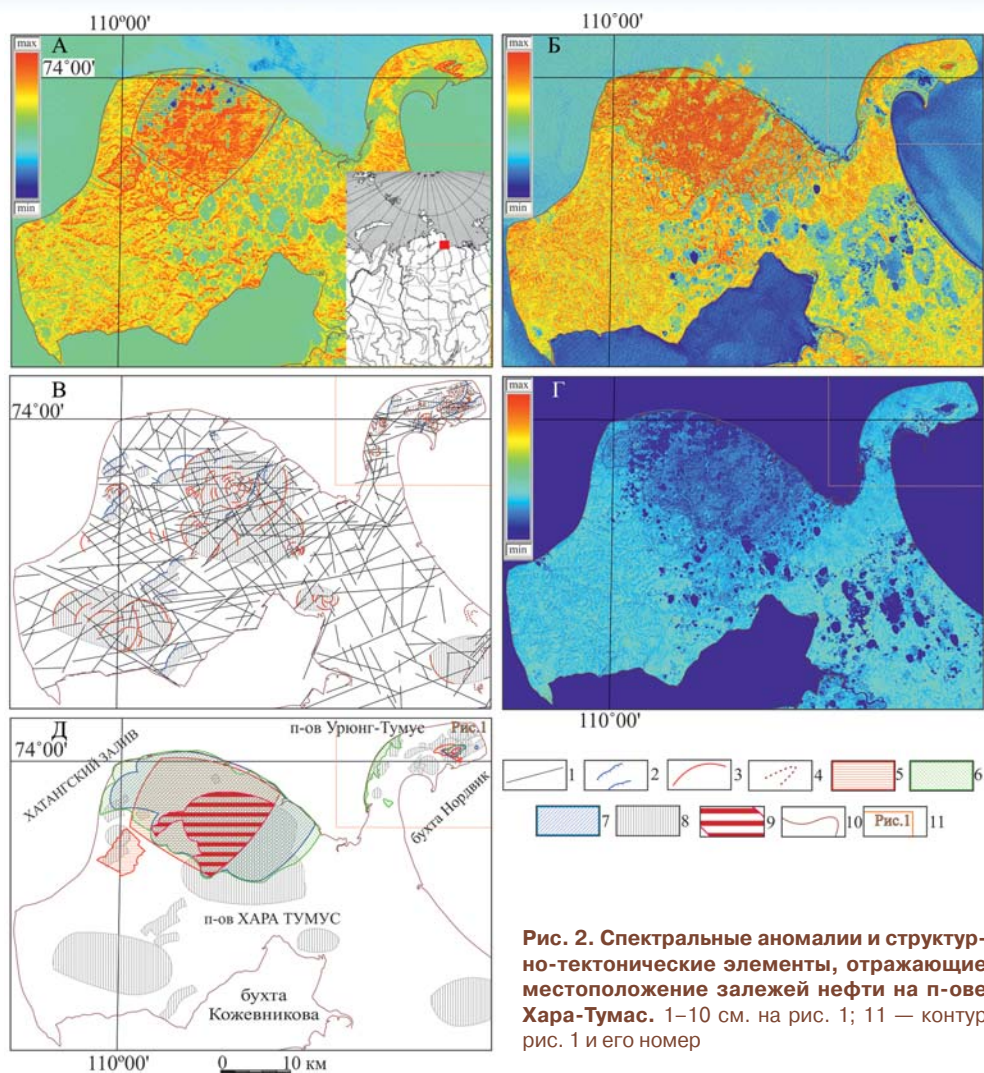 110°00'
110°00'
max
А
74°00'
min
max
Б
min
В
74°00'
max
Г
min
110°00'
Д
74°00'
ХАТАНГСКИЙ ЗАЛИВ
п-ов Урюнг-Тумус
Рис.1
бухта Нордвик
п-ов ХАРА ТУМУС
бухта
Кожевникова
110°00'
0 10 км
1
2
3
4
5
6
7
8
9
10
Рис.1 11
Рис. 2. Спектральные аномалии и структур-
но-тектонические элементы, отражающие
местоположение залежей нефти на п-ове
Хара-Тумас. 1–10 см. на рис. 1; 11 — контур
рис. 1 и его номер